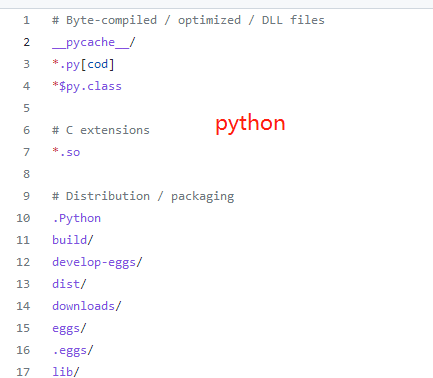 1 # Byte-compiled / optimized / DLL files
2 __pycache__/
3 *.py[cod]
4 *$py.class
5
6 # C extensions
python
7 *.so
8
9 # Distribution / packaging
10 .Python
11 build/
12 develop-eggs/
13 dist/
14 downloads/
15 eggs/
16 .eggs/
17 lib/